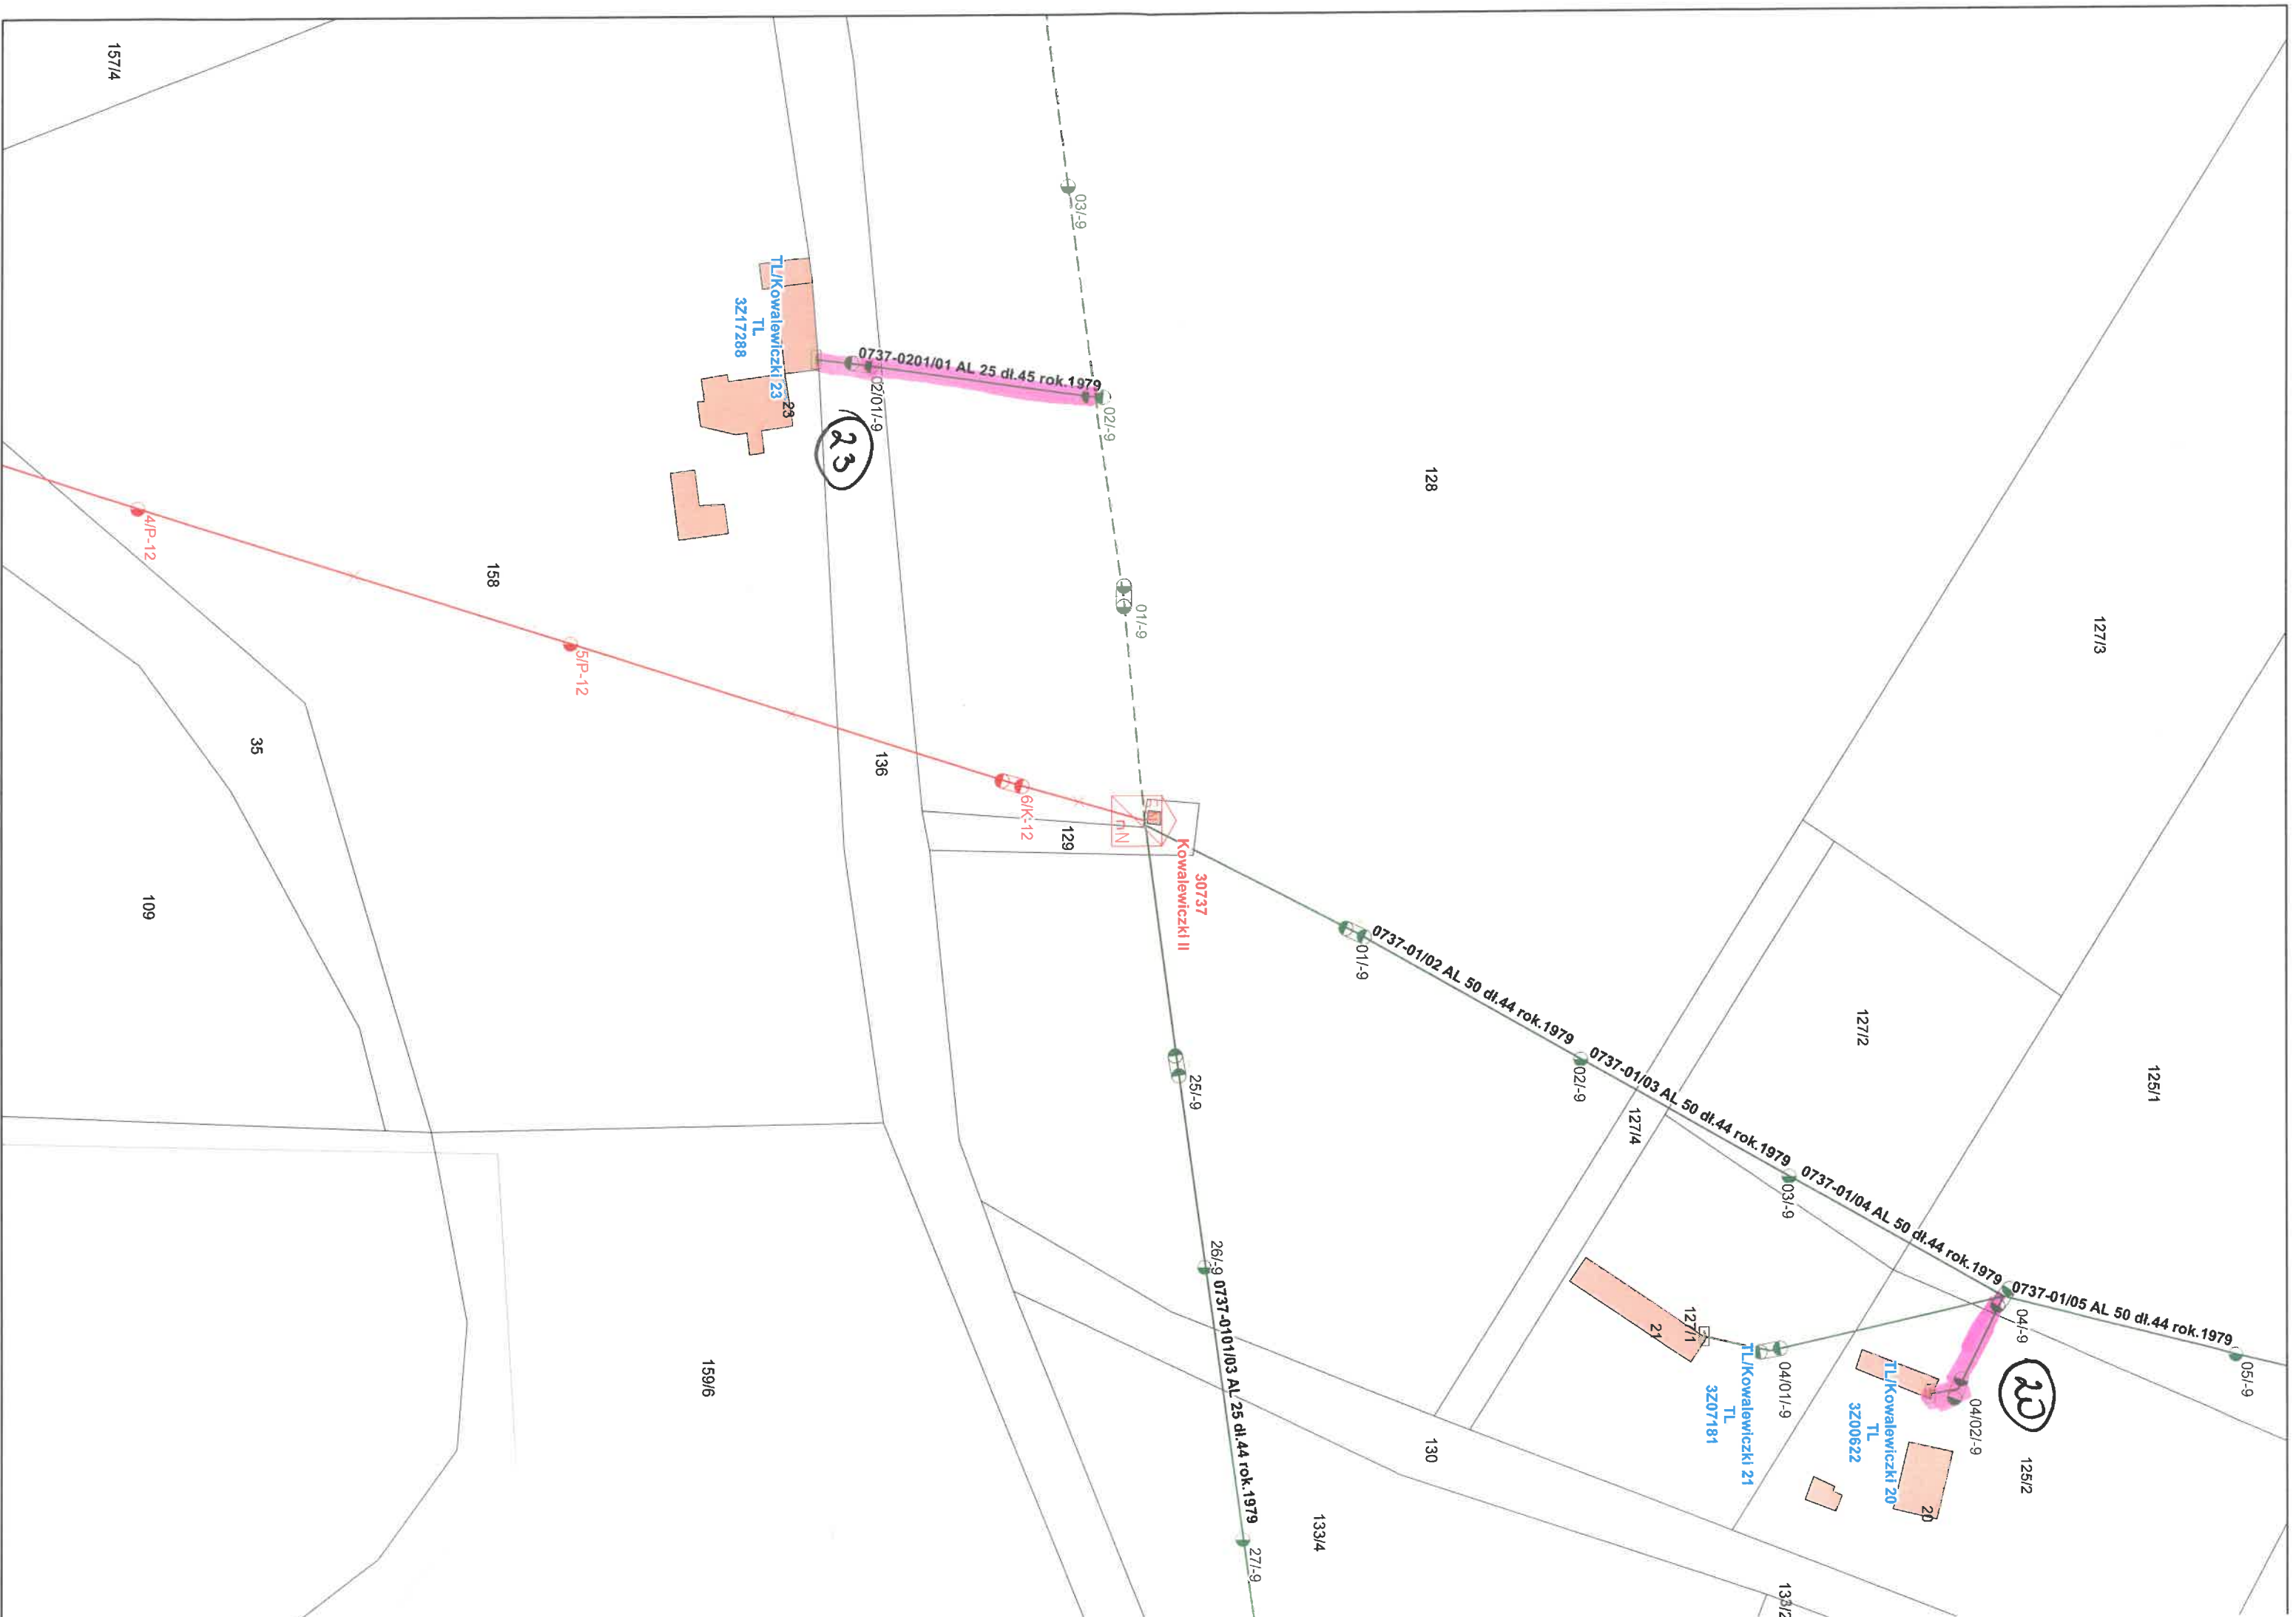 157/4
03/-9
128
127/3
TL/Kowalewiczki 23
TL
3Z17288
23
0737-0201/01 AL 25 dł.45 rok.1979
02/01/-9
02/-9
23
01/-9
4/P-12
158
5/P-12
35
136
6/K-12
129
nN
30737
Kowalewiczki II
109
01/-9
0737-01/02 AL 50 dł.44 rok.1979
02/-9
0737-01/03 AL 50 dł.44 rok.1979
127/4
127/2
125/1
03/-9
0737-01/04 AL 50 dł.44 rok.1979
04/-9
0737-01/05 AL 50 dł.44 rok.1979
05/-9
25/-9
26/-9
0737-0101/03 AL 25 dł.44 rok.1979
27/-9
127/1
21
TL/Kowalewiczki 21
TL
3Z07181
04/01/-9
TL/Kowalewiczki 20
TL
3Z00622
04/02/-9
20
20
125/2
159/6
130
133/4
133/2